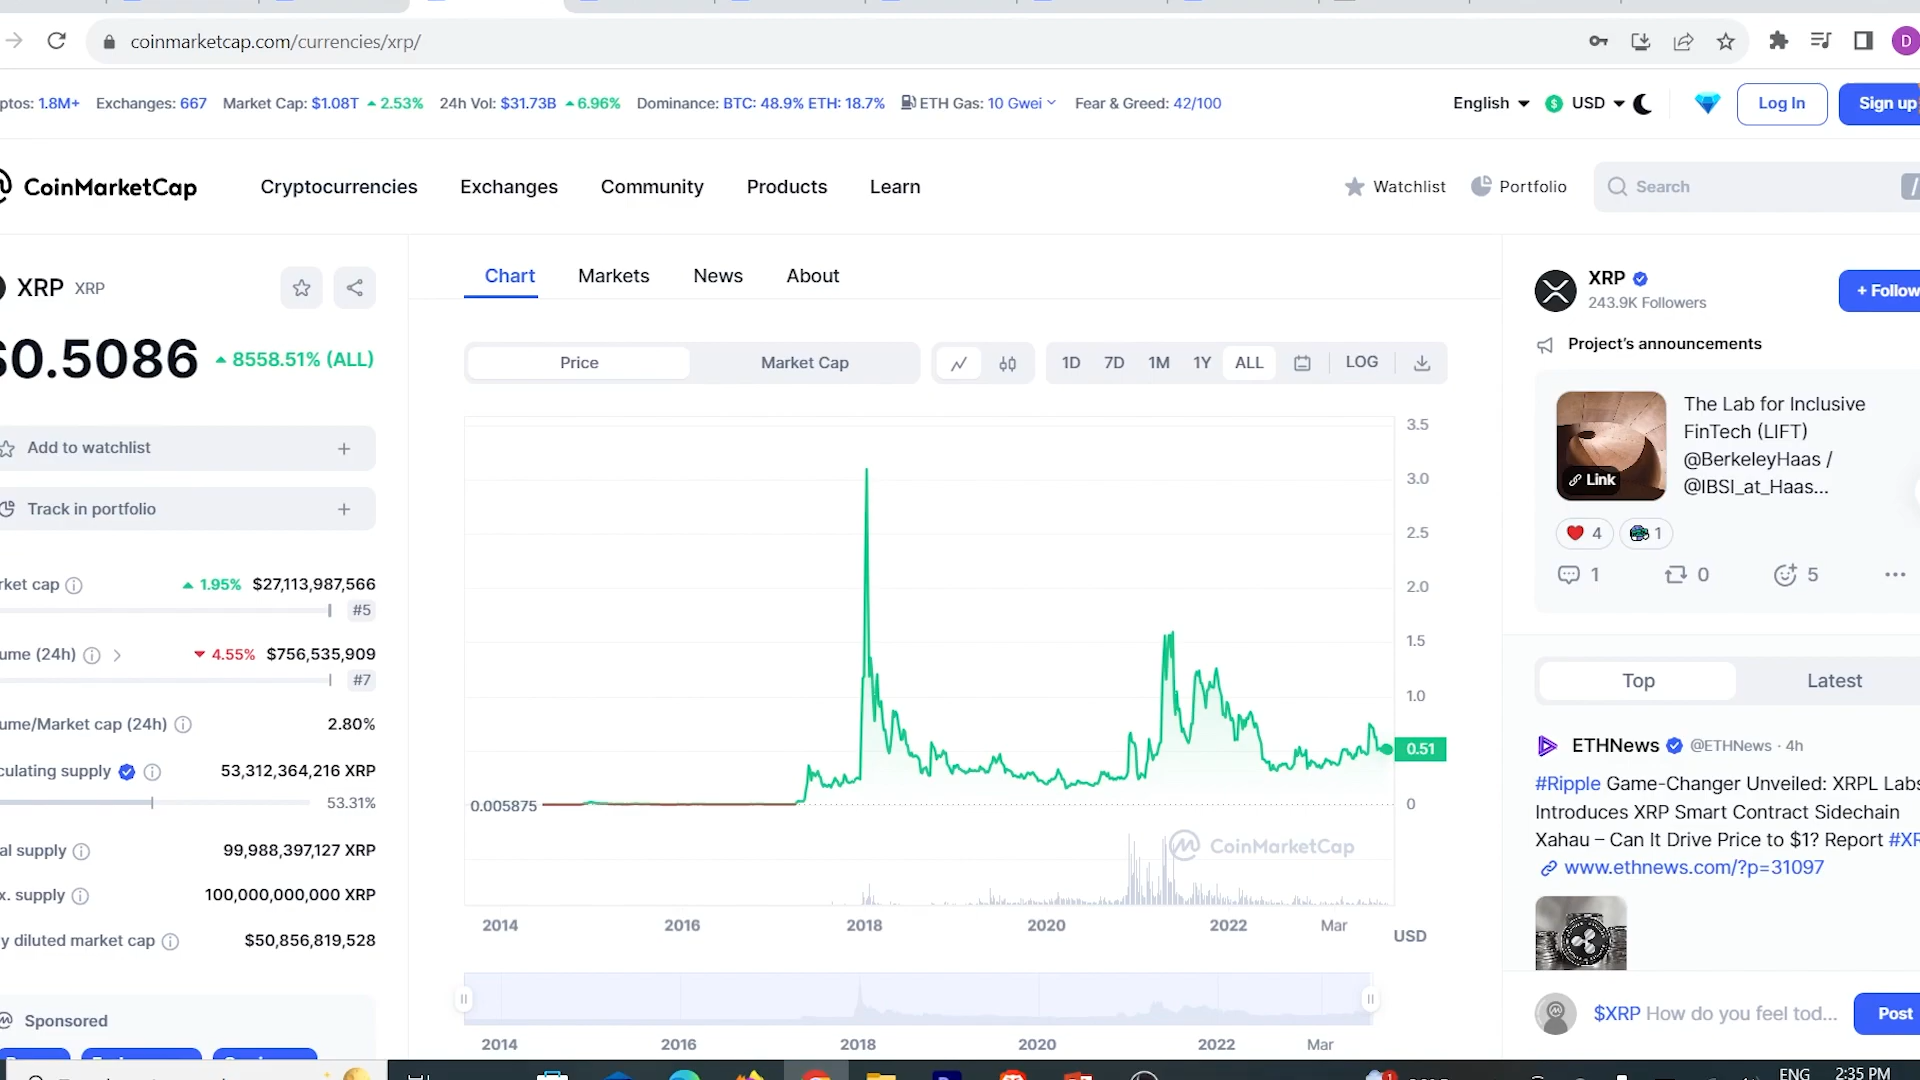 coinmarketcap.com/currencies/xrp/
D
ptos: 1.8M+ Exchanges: 667 Market Cap: $1.08T 2.53% 24h Vol: $31.73B 6.96% Dominance: BTC: 48.9% ETH: 18.7% ETH Gas: 10 Gwei Fear & Greed: 42/100
English USD Log In Sign up
CoinMarketCap Cryptocurrencies Exchanges Community Products Learn Watchlist Portfolio Search /
XRP XRP
$0.5086 8558.51% (ALL)
Add to watchlist +
Track in portfolio +
rket cap 1.95% $27,113,987,566
#5
ume (24h) 4.55% $756,535,909
#7
ume/Market cap (24h) 2.80%
culating supply 53,312,364,216 XRP
53.31%
al supply 99,988,397,127 XRP
x. supply 100,000,000,000 XRP
y diluted market cap $50,856,819,528
Sponsored
Chart Markets News About
Price Market Cap 1D 7D 1M 1Y ALL LOG
3.5
3.0
2.5
2.0
1.5
1.0
0.51
0.005875 0
CoinMarketCap
2014 2016 2018 2020 2022 Mar
USD
2014 2016 2018 2020 2022 Mar
XRP
243.9K Followers
+ Follow
Project's announcements
The Lab for Inclusive
FinTech (LIFT)
@BerkeleyHaas /
@IBSI_at_Haas...
Link
4 1
1 0 5 ...
Top Latest
ETHNews @ETHNews · 4h
#Ripple Game-Changer Unveiled: XRPL Labs
Introduces XRP Smart Contract Sidechain
Xahau – Can It Drive Price to $1? Report #XR
www.ethnews.com/?p=31097
$XRP How do you feel tod... Post
1 ENG 2:35 PM